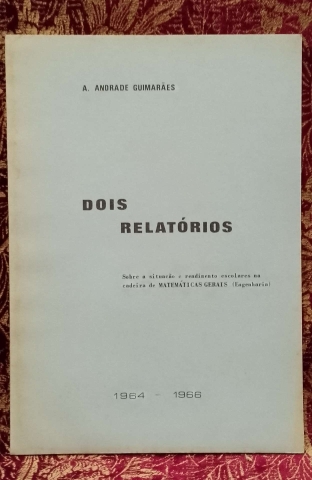 A. ANDRADE GUIMARÃES
DOIS
RELATÓRIOS
Sobre a situação e rendimento escolares na
cadeira de MATEMÁTICAS GERAIS (Engenharia)
1964 - 1966